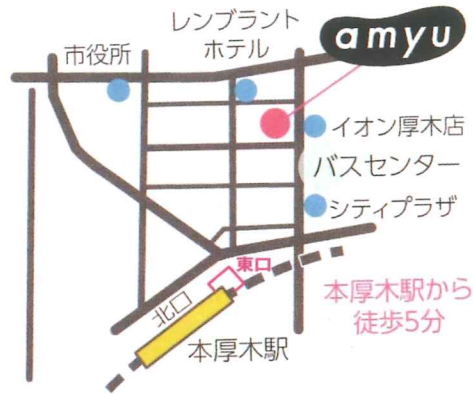 レンブラント
ホテル
amyu
市役所
イオン厚木店
バスセンター
シティプラザ
東口
北口
本厚木駅
本厚木駅から
徒歩5分